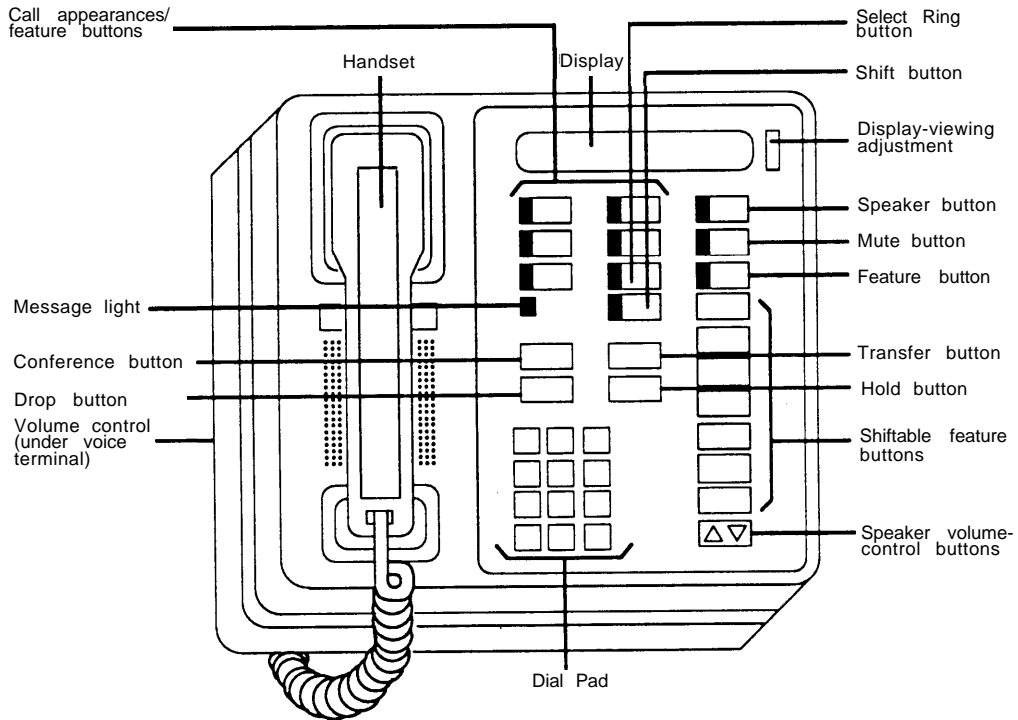 Call appearances/
feature buttons
Handset
Display
Select Ring
button
Shift button
Display-viewing
adjustment
Speaker button
Mute button
Feature button
Message light
Conference button
Transfer button
Drop button
Hold button
Volume control
(under voice
terminal)
Shiftable feature
buttons
Speaker volume-
control buttons
Dial Pad